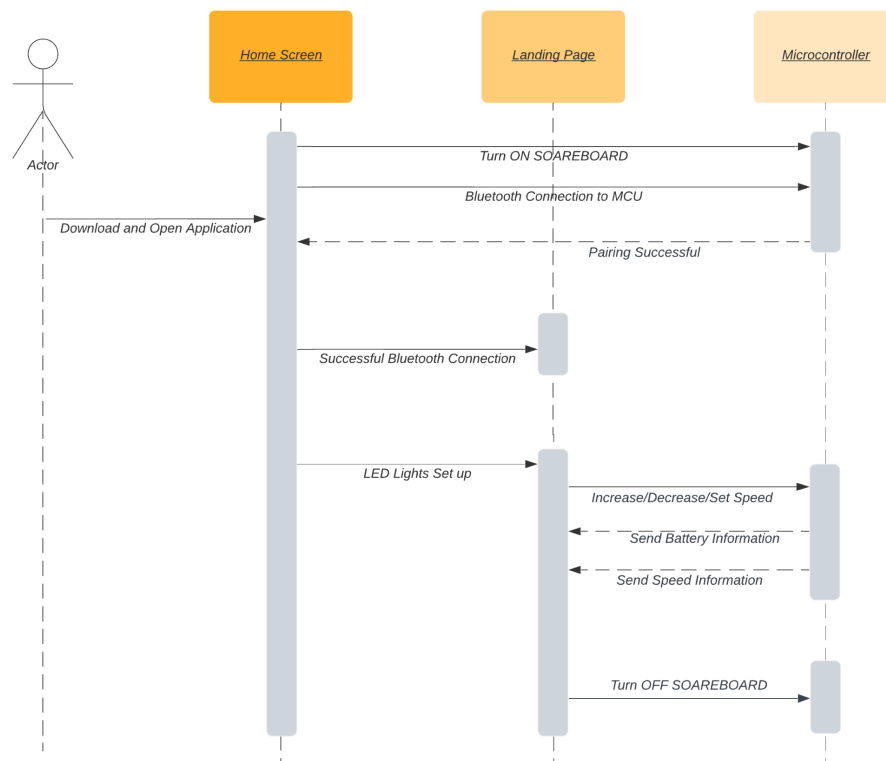 Home Screen
Landing Page
Microcontroller
Actor
Turn ON SOAREBOARD
Bluetooth Connection to MCU
Download and Open Application
Pairing Successful
Successful Bluetooth Connection
LED Lights Set up
Increase/Decrease/Set Speed
Send Battery Information
Send Speed Information
Turn OFF SOAREBOARD